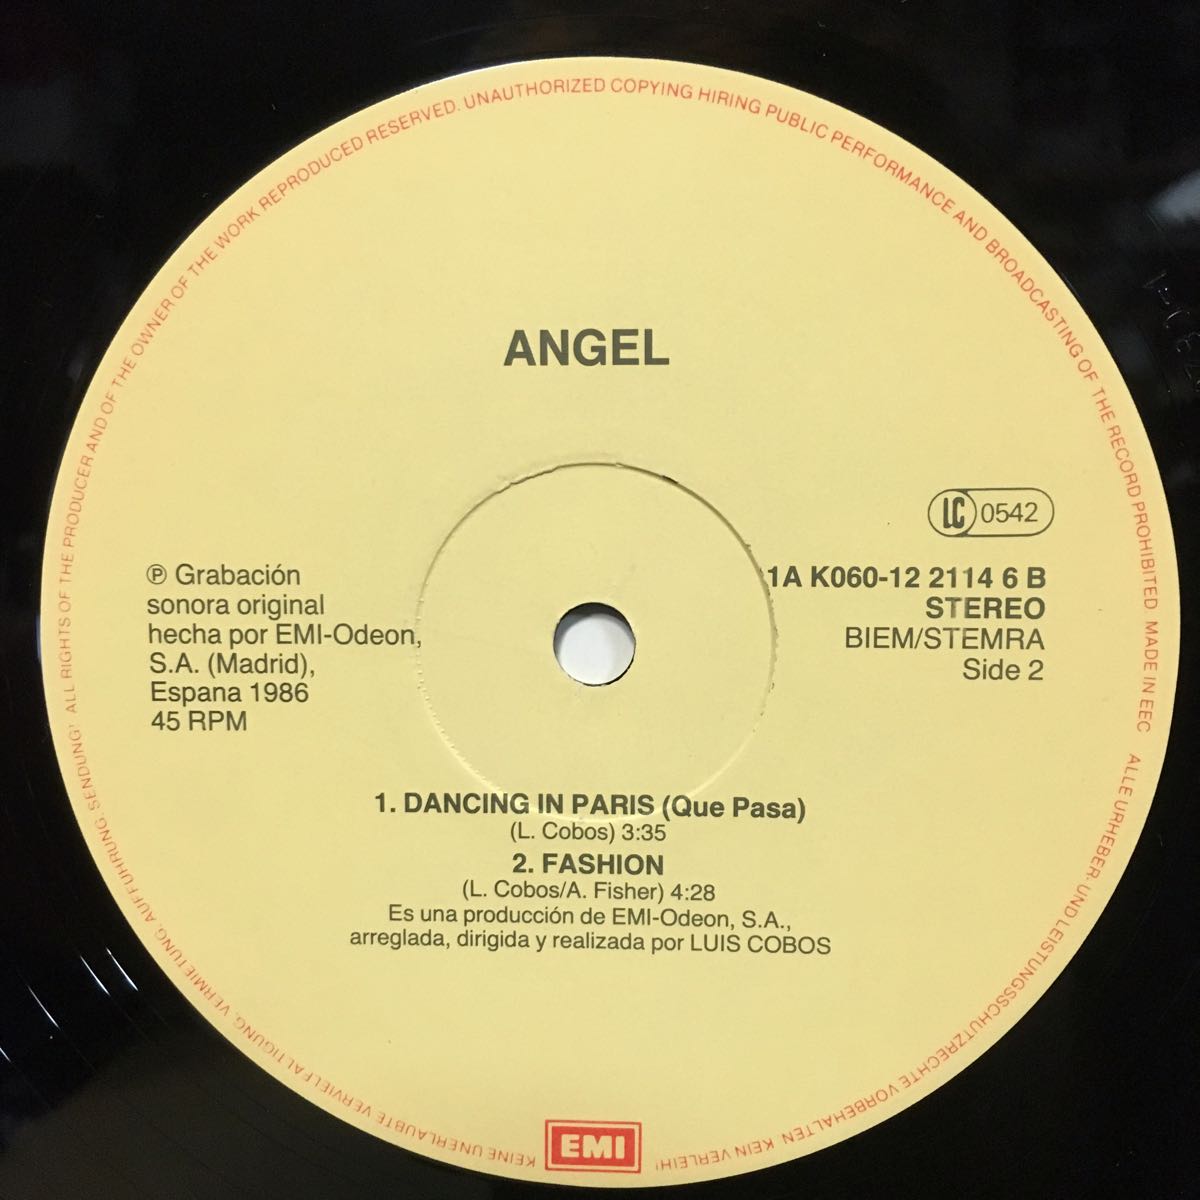 ALL RIGHTS OF THE PRODUCER AND OF THE OWNER OF THE WORK REPRODUCED RESERVED. UNAUTHORIZED COPYING HIRING PUBLIC PERFORMANCE AND BROADCASTING OF THE RECORD PROHIBITED. MADE IN EEC
ANGEL
LC 0542
℗ Grabación
sonora original
hecha por EMI-Odeon,
S.A. (Madrid),
Espana 1986
45 RPM
1A K060-12 2114 6 B
STEREO
BIEM/STEMRA
Side 2
1. DANCING IN PARIS (Que Pasa)
(L. Cobos) 3:35
2. FASHION
(L. Cobos/A. Fisher) 4:28
Es una producción de EMI-Odeon, S.A.,
arreglada, dirigida y realizada por LUIS COBOS
ALLE URHEBER- UND LEISTUNGSSCHUTZRECHTE VORBEHALTEN KEIN VERLEIH!
KEINE UNERLAUBTE VERVIELFALTIGUNG, VERMIETUNG, AUFFUHRUNG, SENDUNG!
EMI